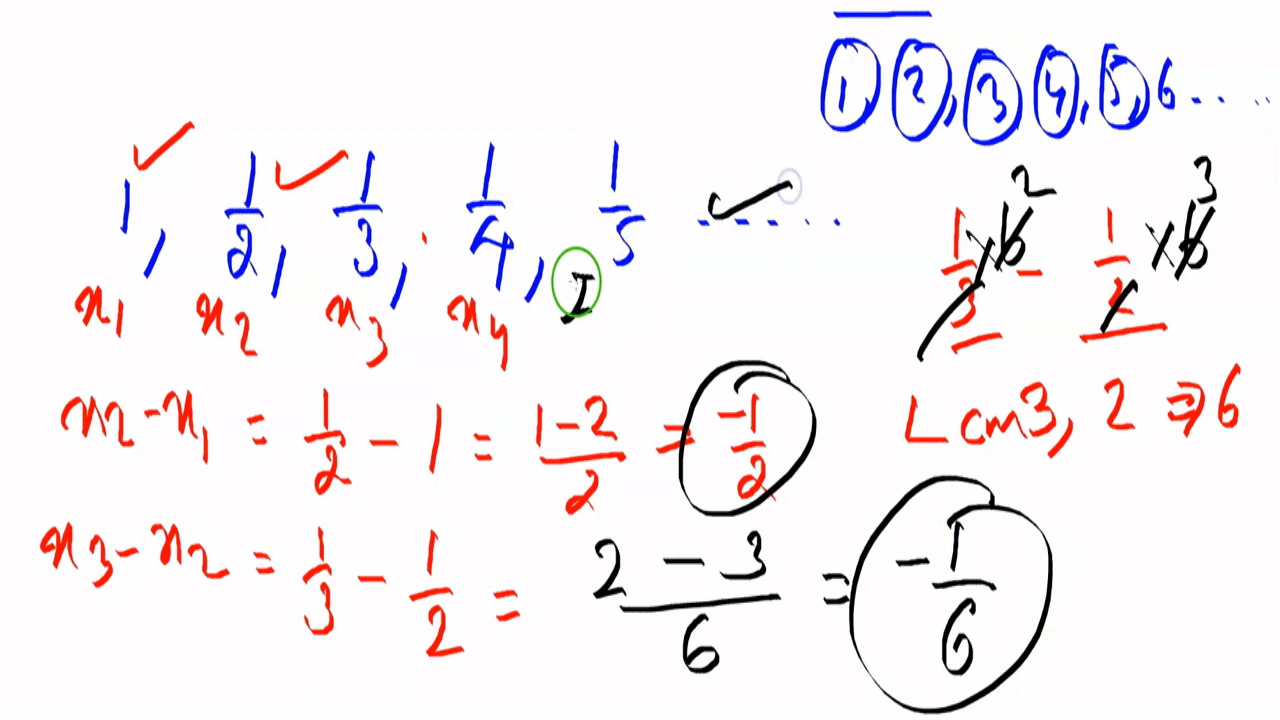 1, 2, 3, 4, 5, 6 . . . . .
1, 1/2, 1/3, 1/4, 1/5 . . . . . .
x1 x2 x3 x4
1/3 × 6 2 - 1/2 × 6 3
Lcm 3, 2 ⇒ 6
x2 - x1 = 1/2 - 1 = 1-2/2 = -1/2
x3 - x2 = 1/3 - 1/2 = 2 - 3/6 = -1/6